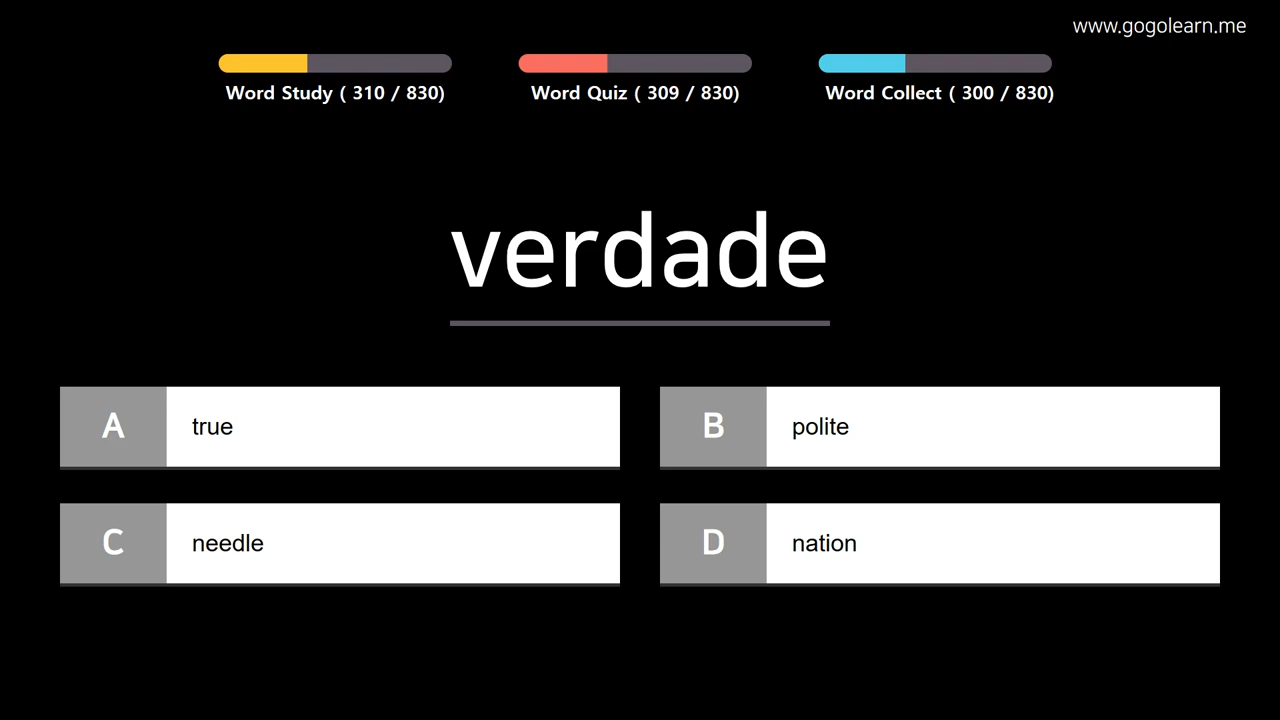 www.gogolearn.me
Word Study ( 310 / 830)
Word Quiz ( 309 / 830)
Word Collect ( 300 / 830)
verdade
A true
B polite
C needle
D nation